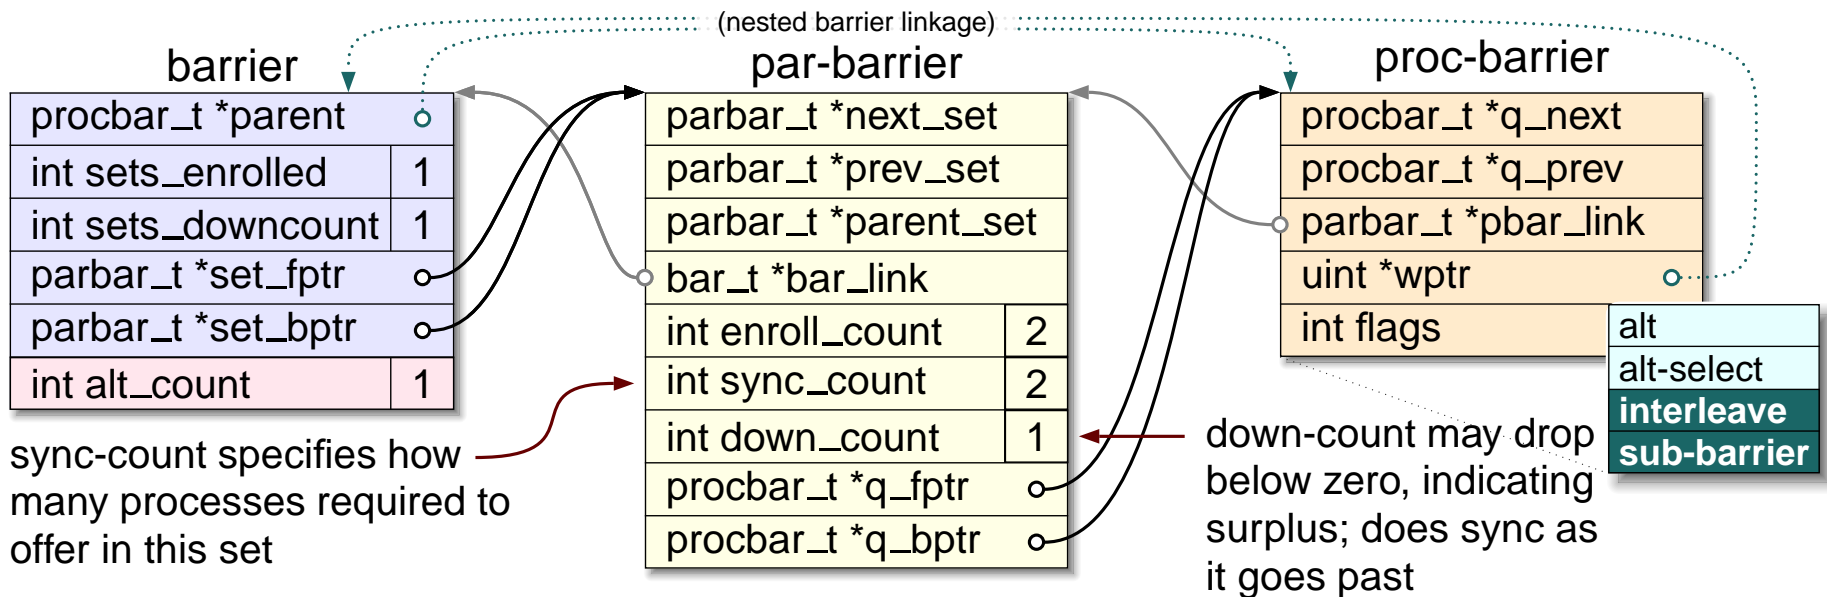 (nested barrier linkage)
barrier
procbar_t *parent
int sets_enrolled 1
int sets_downcount 1
parbar_t *set_fptr
parbar_t *set_bptr
int alt_count 1
sync-count specifies how
many processes required to
offer in this set
par-barrier
parbar_t *next_set
parbar_t *prev_set
parbar_t *parent_set
bar_t *bar_link
int enroll_count 2
int sync_count 2
int down_count 1
procbar_t *q_fptr
procbar_t *q_bptr
proc-barrier
procbar_t *q_next
procbar_t *q_prev
parbar_t *pbar_link
uint *wptr
int flags
alt
alt-select
interleave
sub-barrier
down-count may drop
below zero, indicating
surplus; does sync as
it goes past